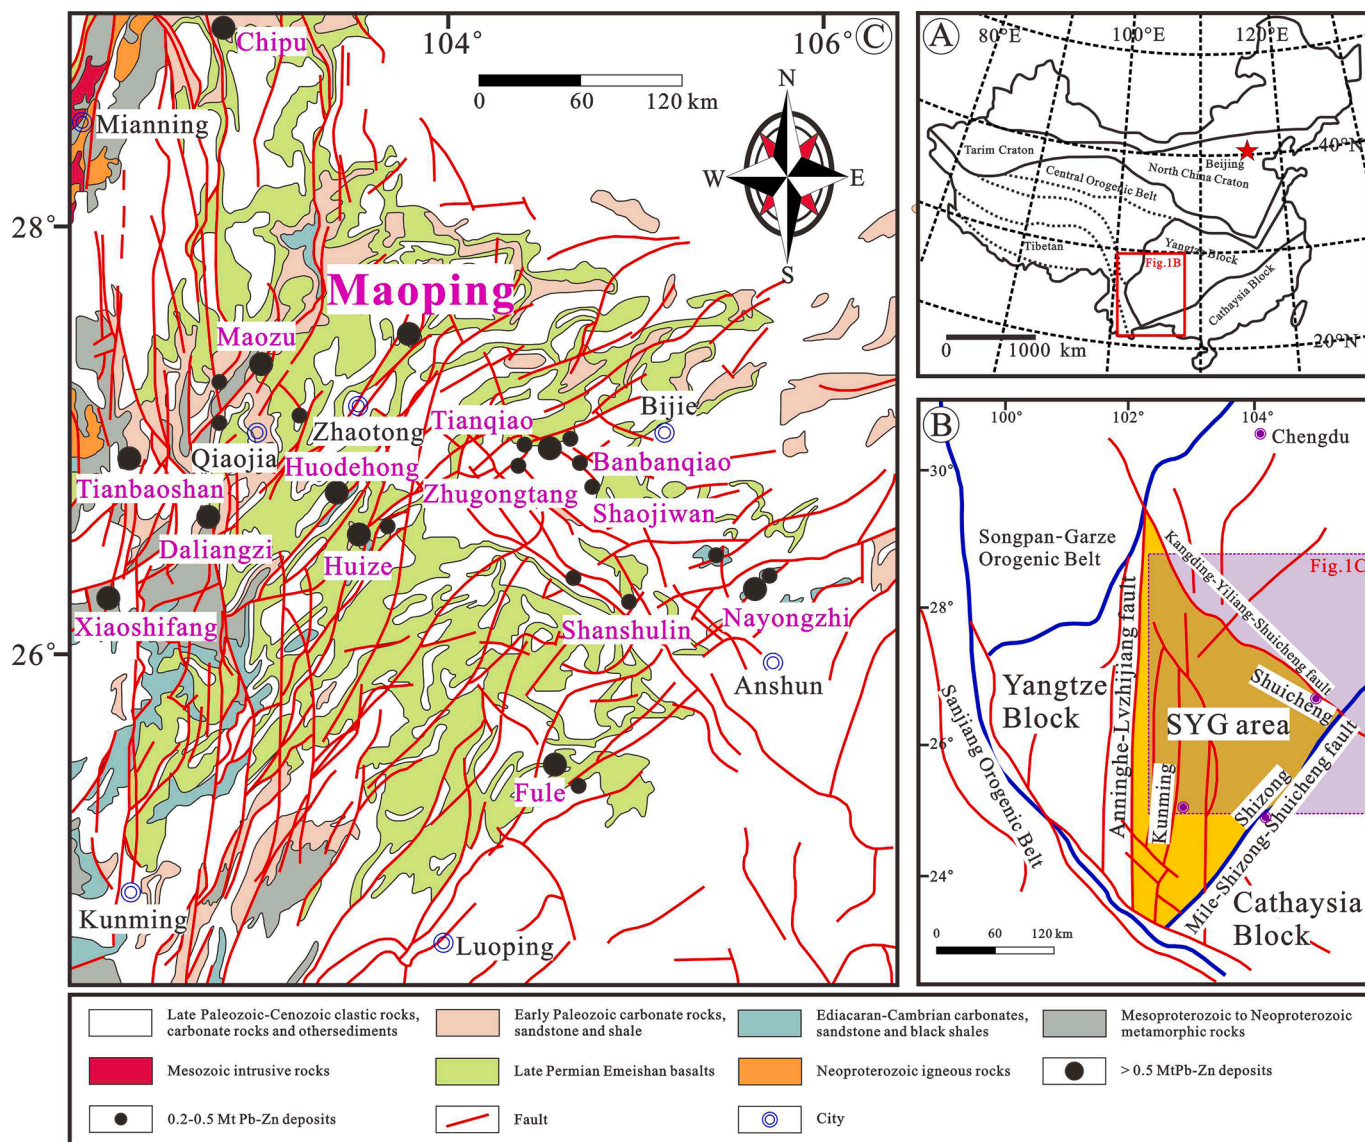 C
104°
106°
Chipu
0
60
120 km
N
W
E
S
Mianning
28°
Maoping
Maozu
Zhaotong
Tianqiao
Bijie
Qiaojia
Huodehong
Banbanqiao
Tianbaoshan
Zhugongtang
Shaojiwan
Daliangzi
Huize
Xiaoshifang
Shanshulin
Nayongzhi
26°
Anshun
Fule
Kunming
Luoping
A
80°E
100°E
120°E
Tarim Craton
40°N
Beijing
North China Craton
Central Orogenic Belt
Tibetan
Yangtze Block
Fig.1B
Cathaysia Block
20°N
0
1000 km
B
100°
102°
104°
Chengdu
30°
Songpan-Garze
Orogenic Belt
Kangding-Yiliang-Shuicheng fault
Fig.1C
28°
Anninghe-Lvzhijiang fault
Yangtze
Block
Shuicheng
SYG area
Sanjiang Orogenic Belt
26°
Kunming
Shizong
Mile-Shizong-Shuicheng fault
24°
Cathaysia
Block
0
60
120 km
Late Paleozoic-Cenozoic clastic rocks,
carbonate rocks and othersediments
Early Paleozoic carbonate rocks,
sandstone and shale
Ediacaran-Cambrian carbonates,
sandstone and black shales
Mesoproterozoic to Neoproterozoic
metamorphic rocks
Mesozoic intrusive rocks
Late Permian Emeishan basalts
Neoproterozoic igneous rocks
> 0.5 MtPb-Zn deposits
0.2-0.5 Mt Pb-Zn deposits
Fault
City